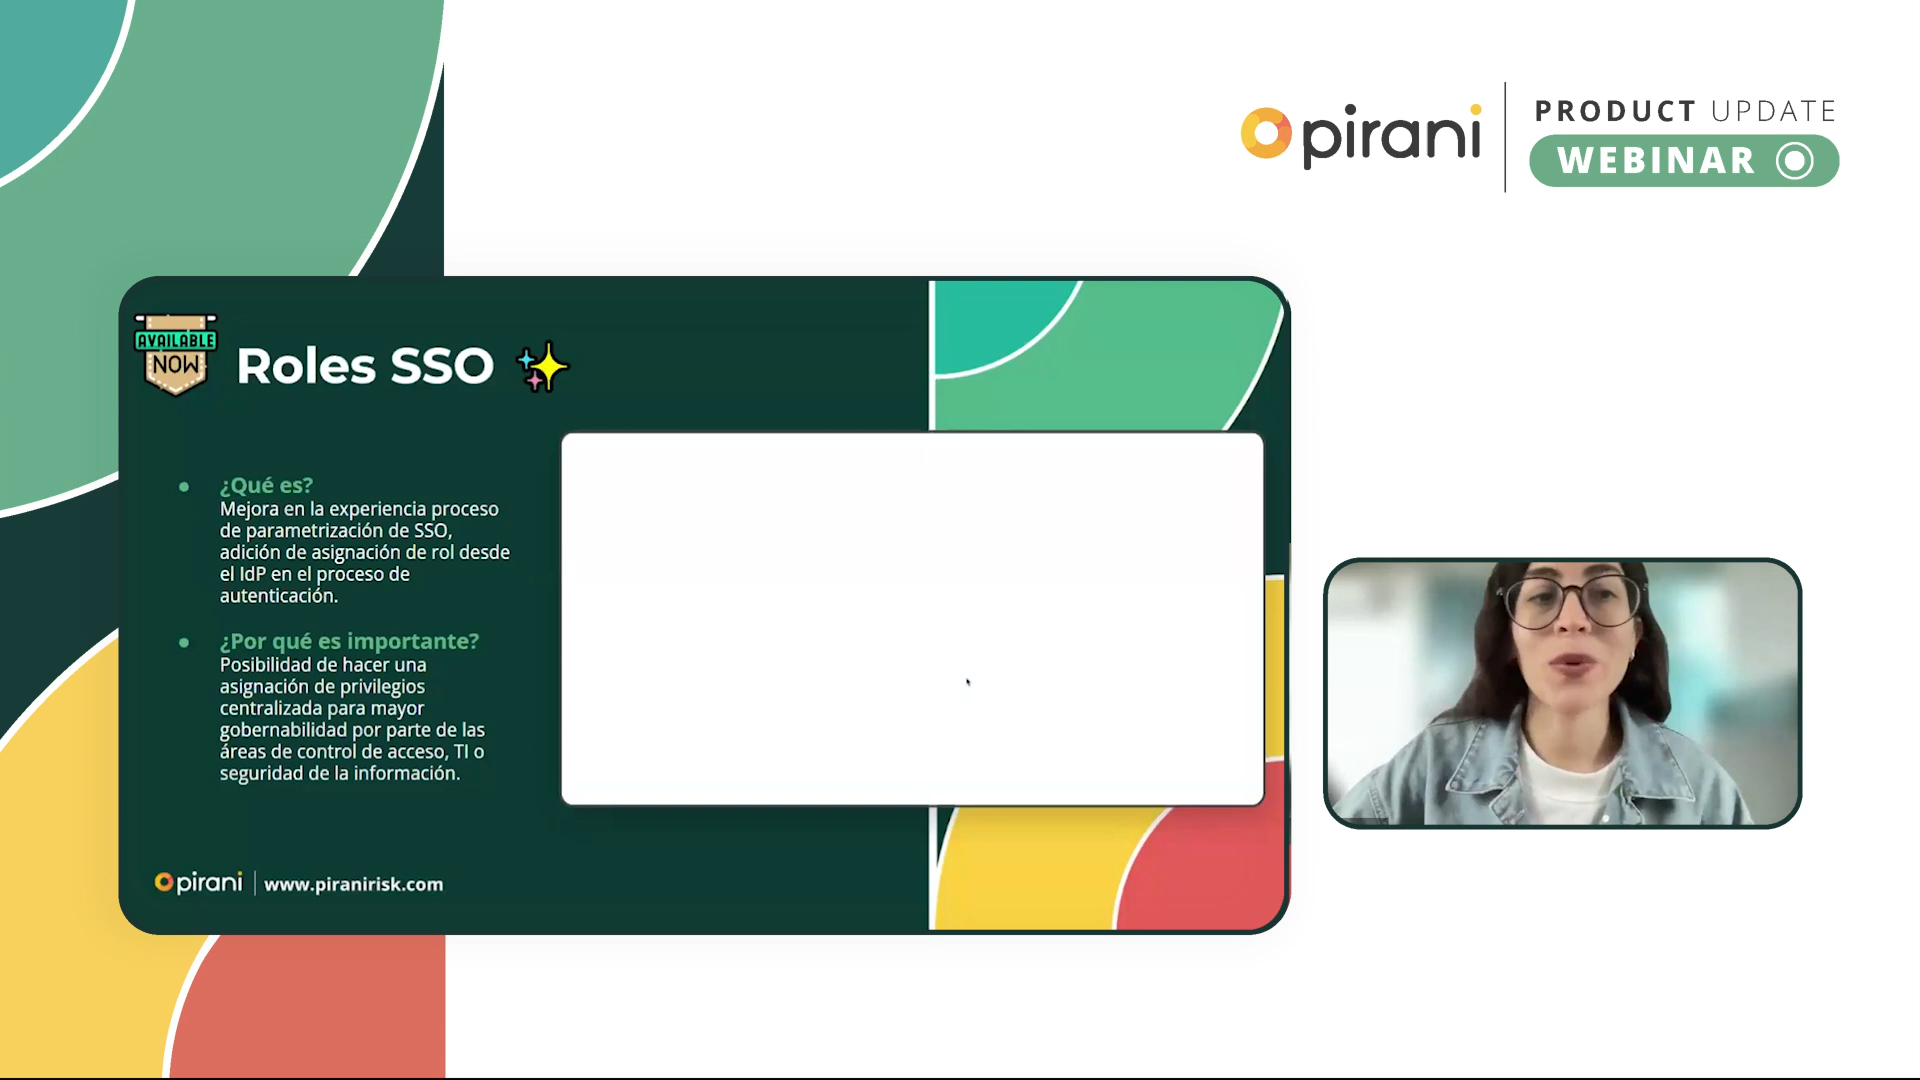 pirani
PRODUCT UPDATE
WEBINAR
AVAILABLE
NOW
Roles SSO
¿Qué es?
Mejora en la experiencia proceso
de parametrización de SSO,
adición de asignación de rol desde
el IdP en el proceso de
autenticación.
¿Por qué es importante?
Posibilidad de hacer una
asignación de privilegios
centralizada para mayor
gobernabilidad por parte de las
áreas de control de acceso, TI o
seguridad de la información.
pirani
www.piranirisk.com